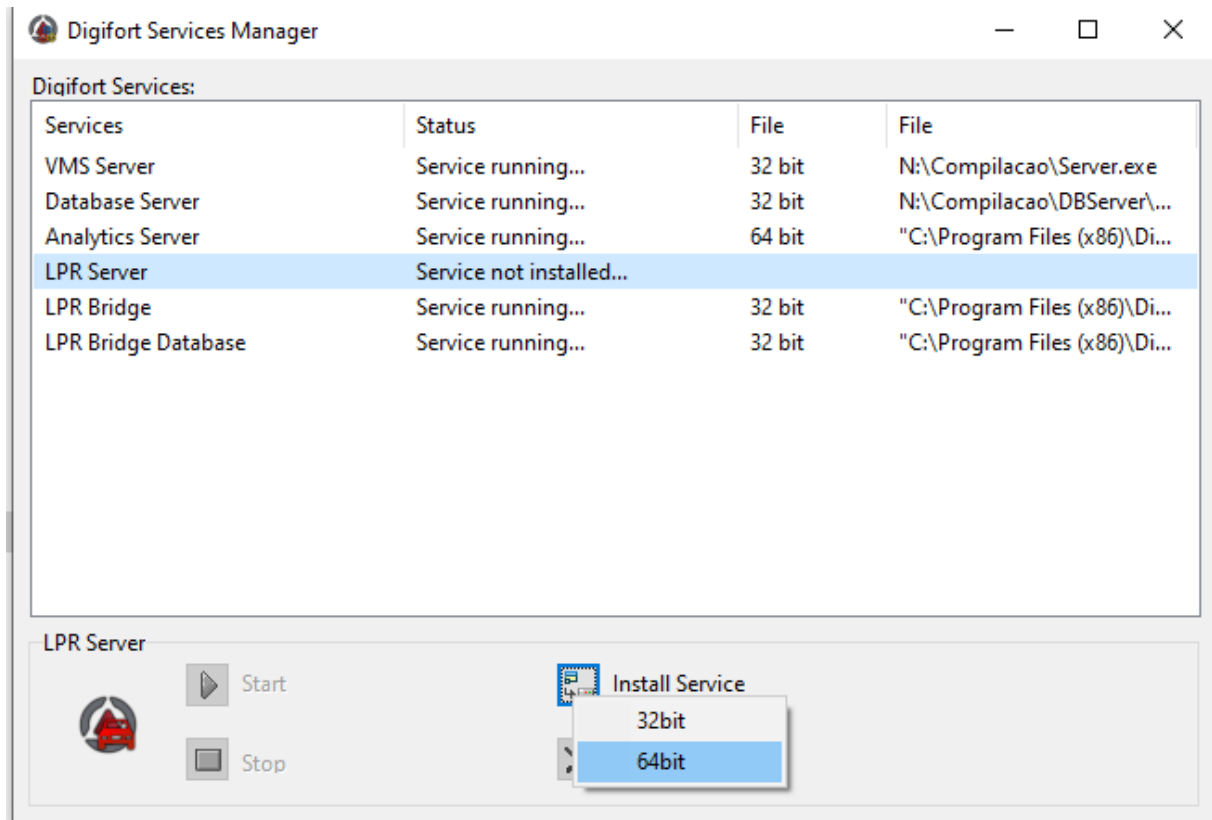 Digifort Services Manager
Digifort Services:
Services Status File File
VMS Server Service running... 32 bit N:\Compilacao\Server.exe
Database Server Service running... 32 bit N:\Compilacao\DBServer\...
Analytics Server Service running... 64 bit "C:\Program Files (x86)\Di...
LPR Server Service not installed...
LPR Bridge Service running... 32 bit "C:\Program Files (x86)\Di...
LPR Bridge Database Service running... 32 bit "C:\Program Files (x86)\Di...
LPR Server
Start Install Service
32bit
Stop 64bit